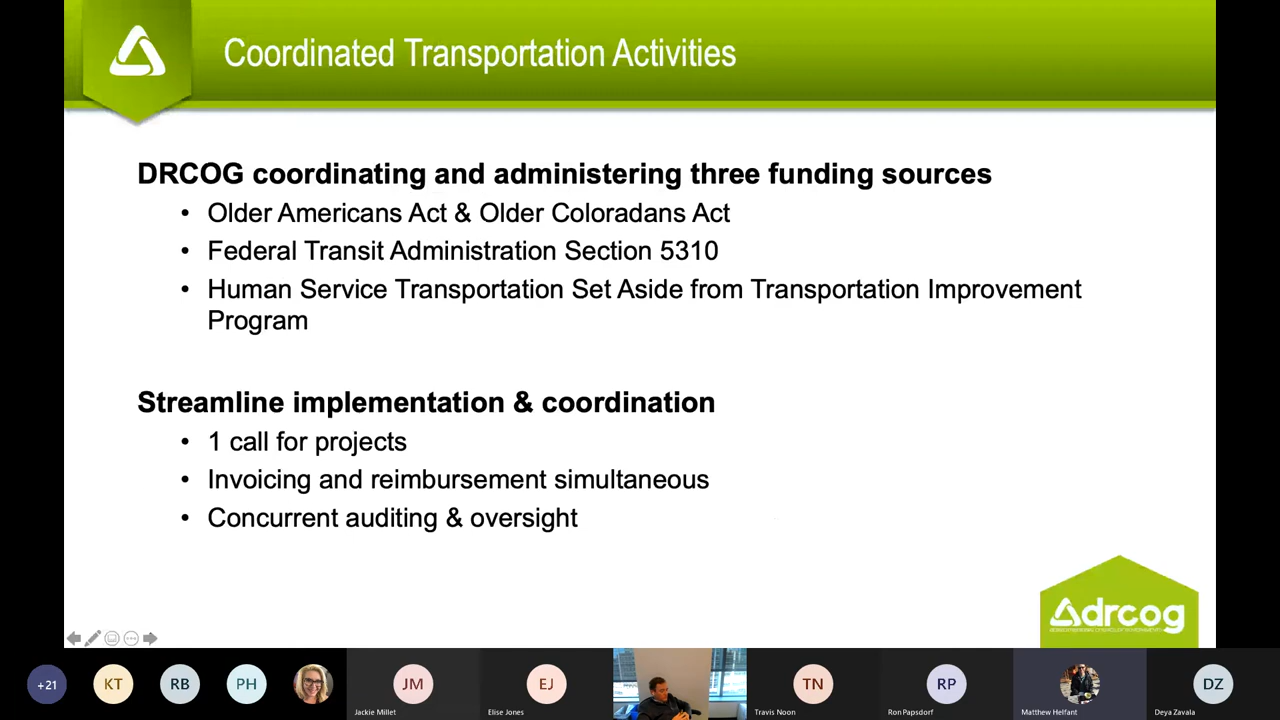 Coordinated Transportation Activities
DRCOG coordinating and administering three funding sources
• Older Americans Act & Older Coloradans Act
• Federal Transit Administration Section 5310
• Human Service Transportation Set Aside from Transportation Improvement
Program
Streamline implementation & coordination
• 1 call for projects
• Invoicing and reimbursement simultaneous
• Concurrent auditing & oversight
drcog
+21
KT
RB
PH
JM
Jackie Millet
EJ
Elise Jones
TN
Travis Noon
RP
Ron Papsdorf
Matthew Helfant
DZ
Deya Zavala